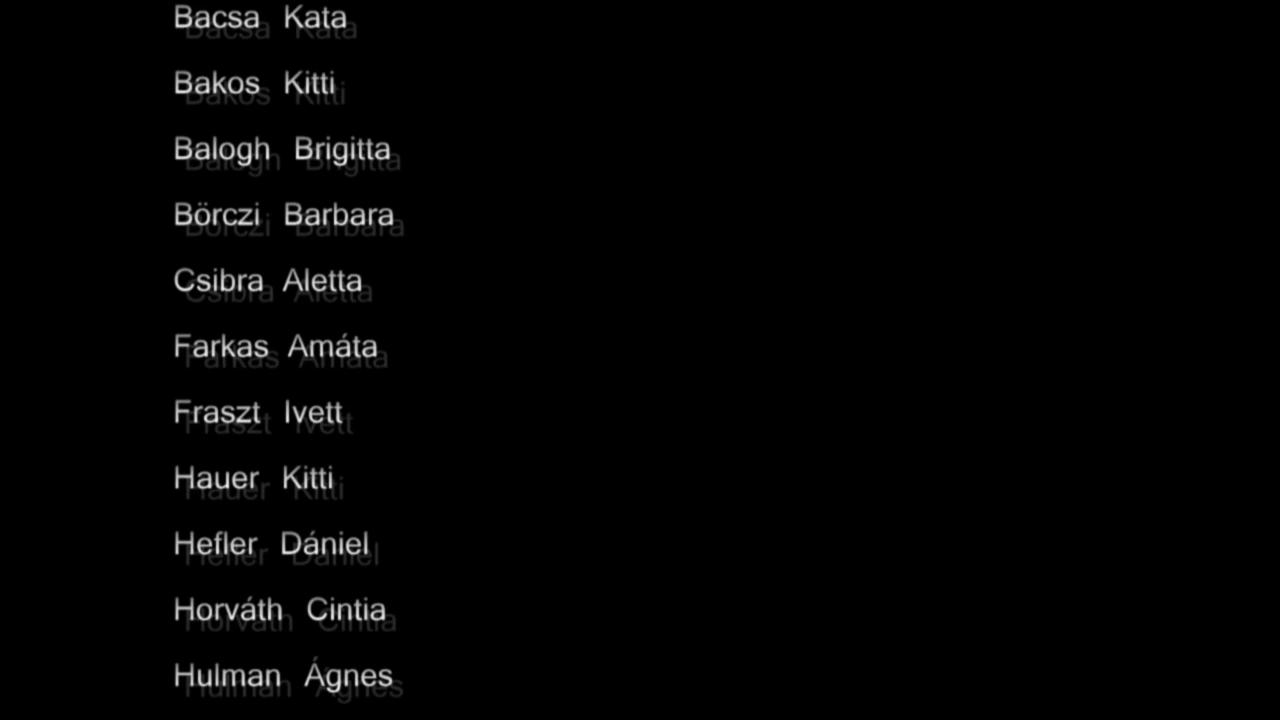 Bacsa Kata
Bakos Kitti
Balogh Brigitta
Börczi Barbara
Csibra Aletta
Farkas Amáta
Fraszt Ivett
Hauer Kitti
Hefler Dániel
Horváth Cintia
Hulman Ágnes